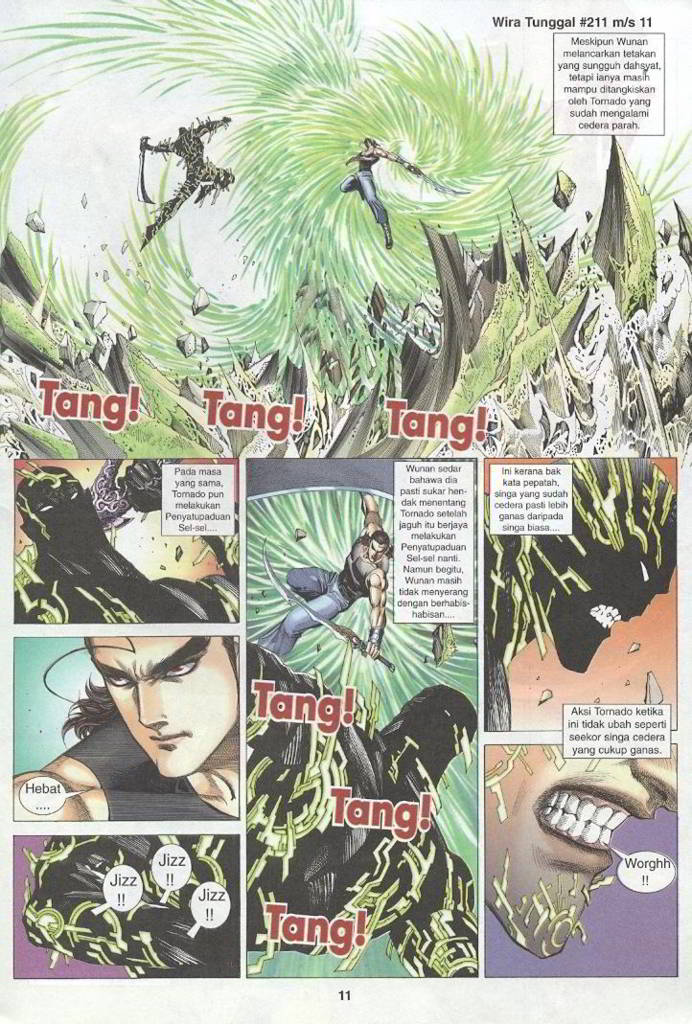 Wira Tunggal #211 m/s 11
Meskipun Wunan
melancarkan tetakan
yang sungguh dahsyat,
tetapi ianya masih
mampu ditangkiskan
oleh Tornado yang
sudah mengalami
cedera parah.
Tang!
Tang!
Tang!
Pada masa
yang sama,
Tornado pun
melakukan
Penyatupaduan
Sel-sel....
Hebat
....
Jizz
!!
Jizz
!!
Jizz
!!
Wunan sedar
bahawa dia
pasti sukar hen-
dak menentang
Tornado setelah
jaguh itu berjaya
melakukan
Penyatupaduan
Sel-sel nanti.
Namun begitu,
Wunan masih
tidak menyerang
dengan berhabis-
habisan....
Tang!
Tang!
Tang!
Ini kerana bak
kata pepatah,
singa yang sudah
cedera pasti lebih
ganas daripada
singa biasa....
Aksi Tornado ketika
ini tidak ubah seperti
seekor singa cedera
yang cukup ganas.
Worghh
!!
11